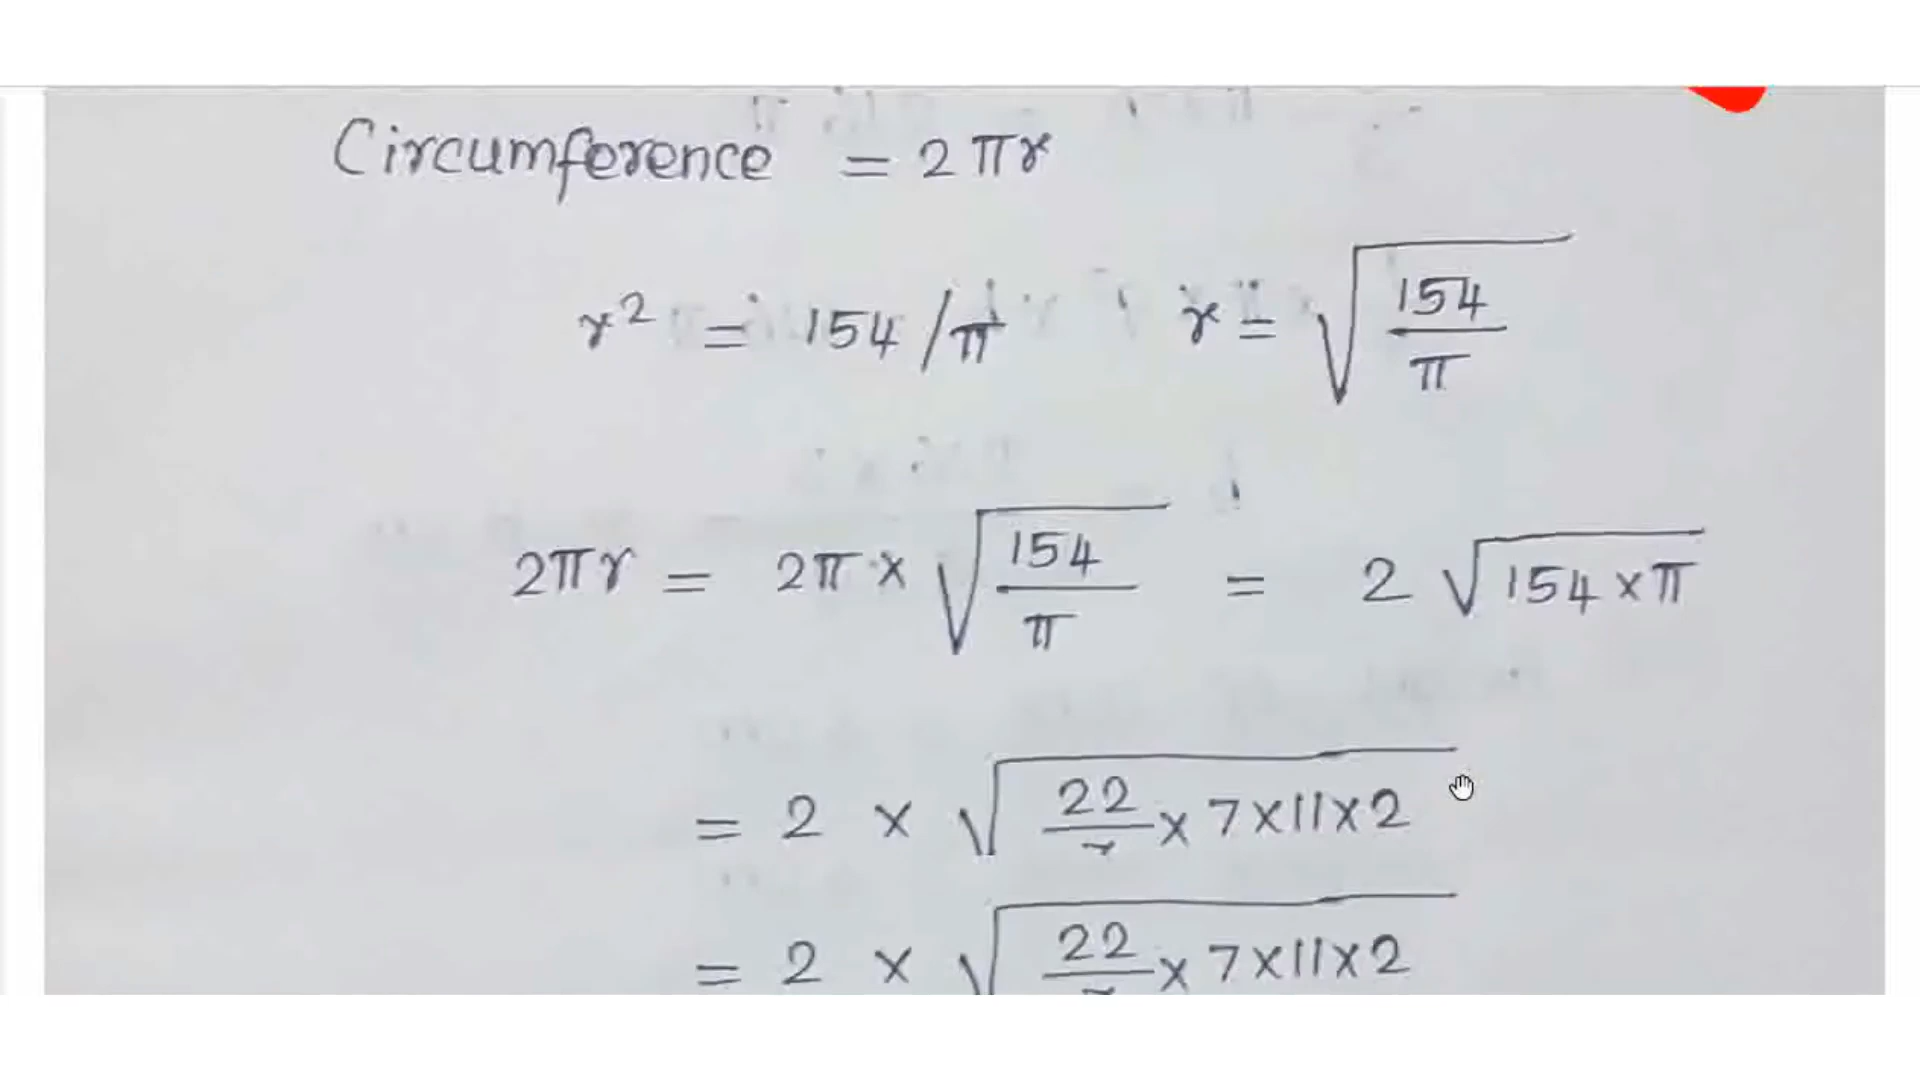 Circumference = 2πr
r² = 154/π r = √(154/π)
2πr = 2π × √(154/π) = 2 √(154×π)
= 2 × √(22/7 × 7×11×2)
= 2 × √(22/ × 7×11×2)